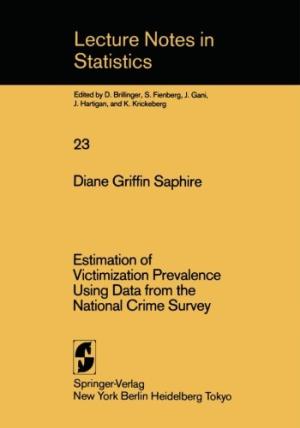 Lecture Notes in
Statistics
Edited by D. Brillinger, S. Fienberg, J. Gani,
J. Hartigan, and K. Krickeberg
23
Diane Griffin Saphire
Estimation of
Victimization Prevalence
Using Data from the
National Crime Survey
Springer-Verlag
New York Berlin Heidelberg Tokyo